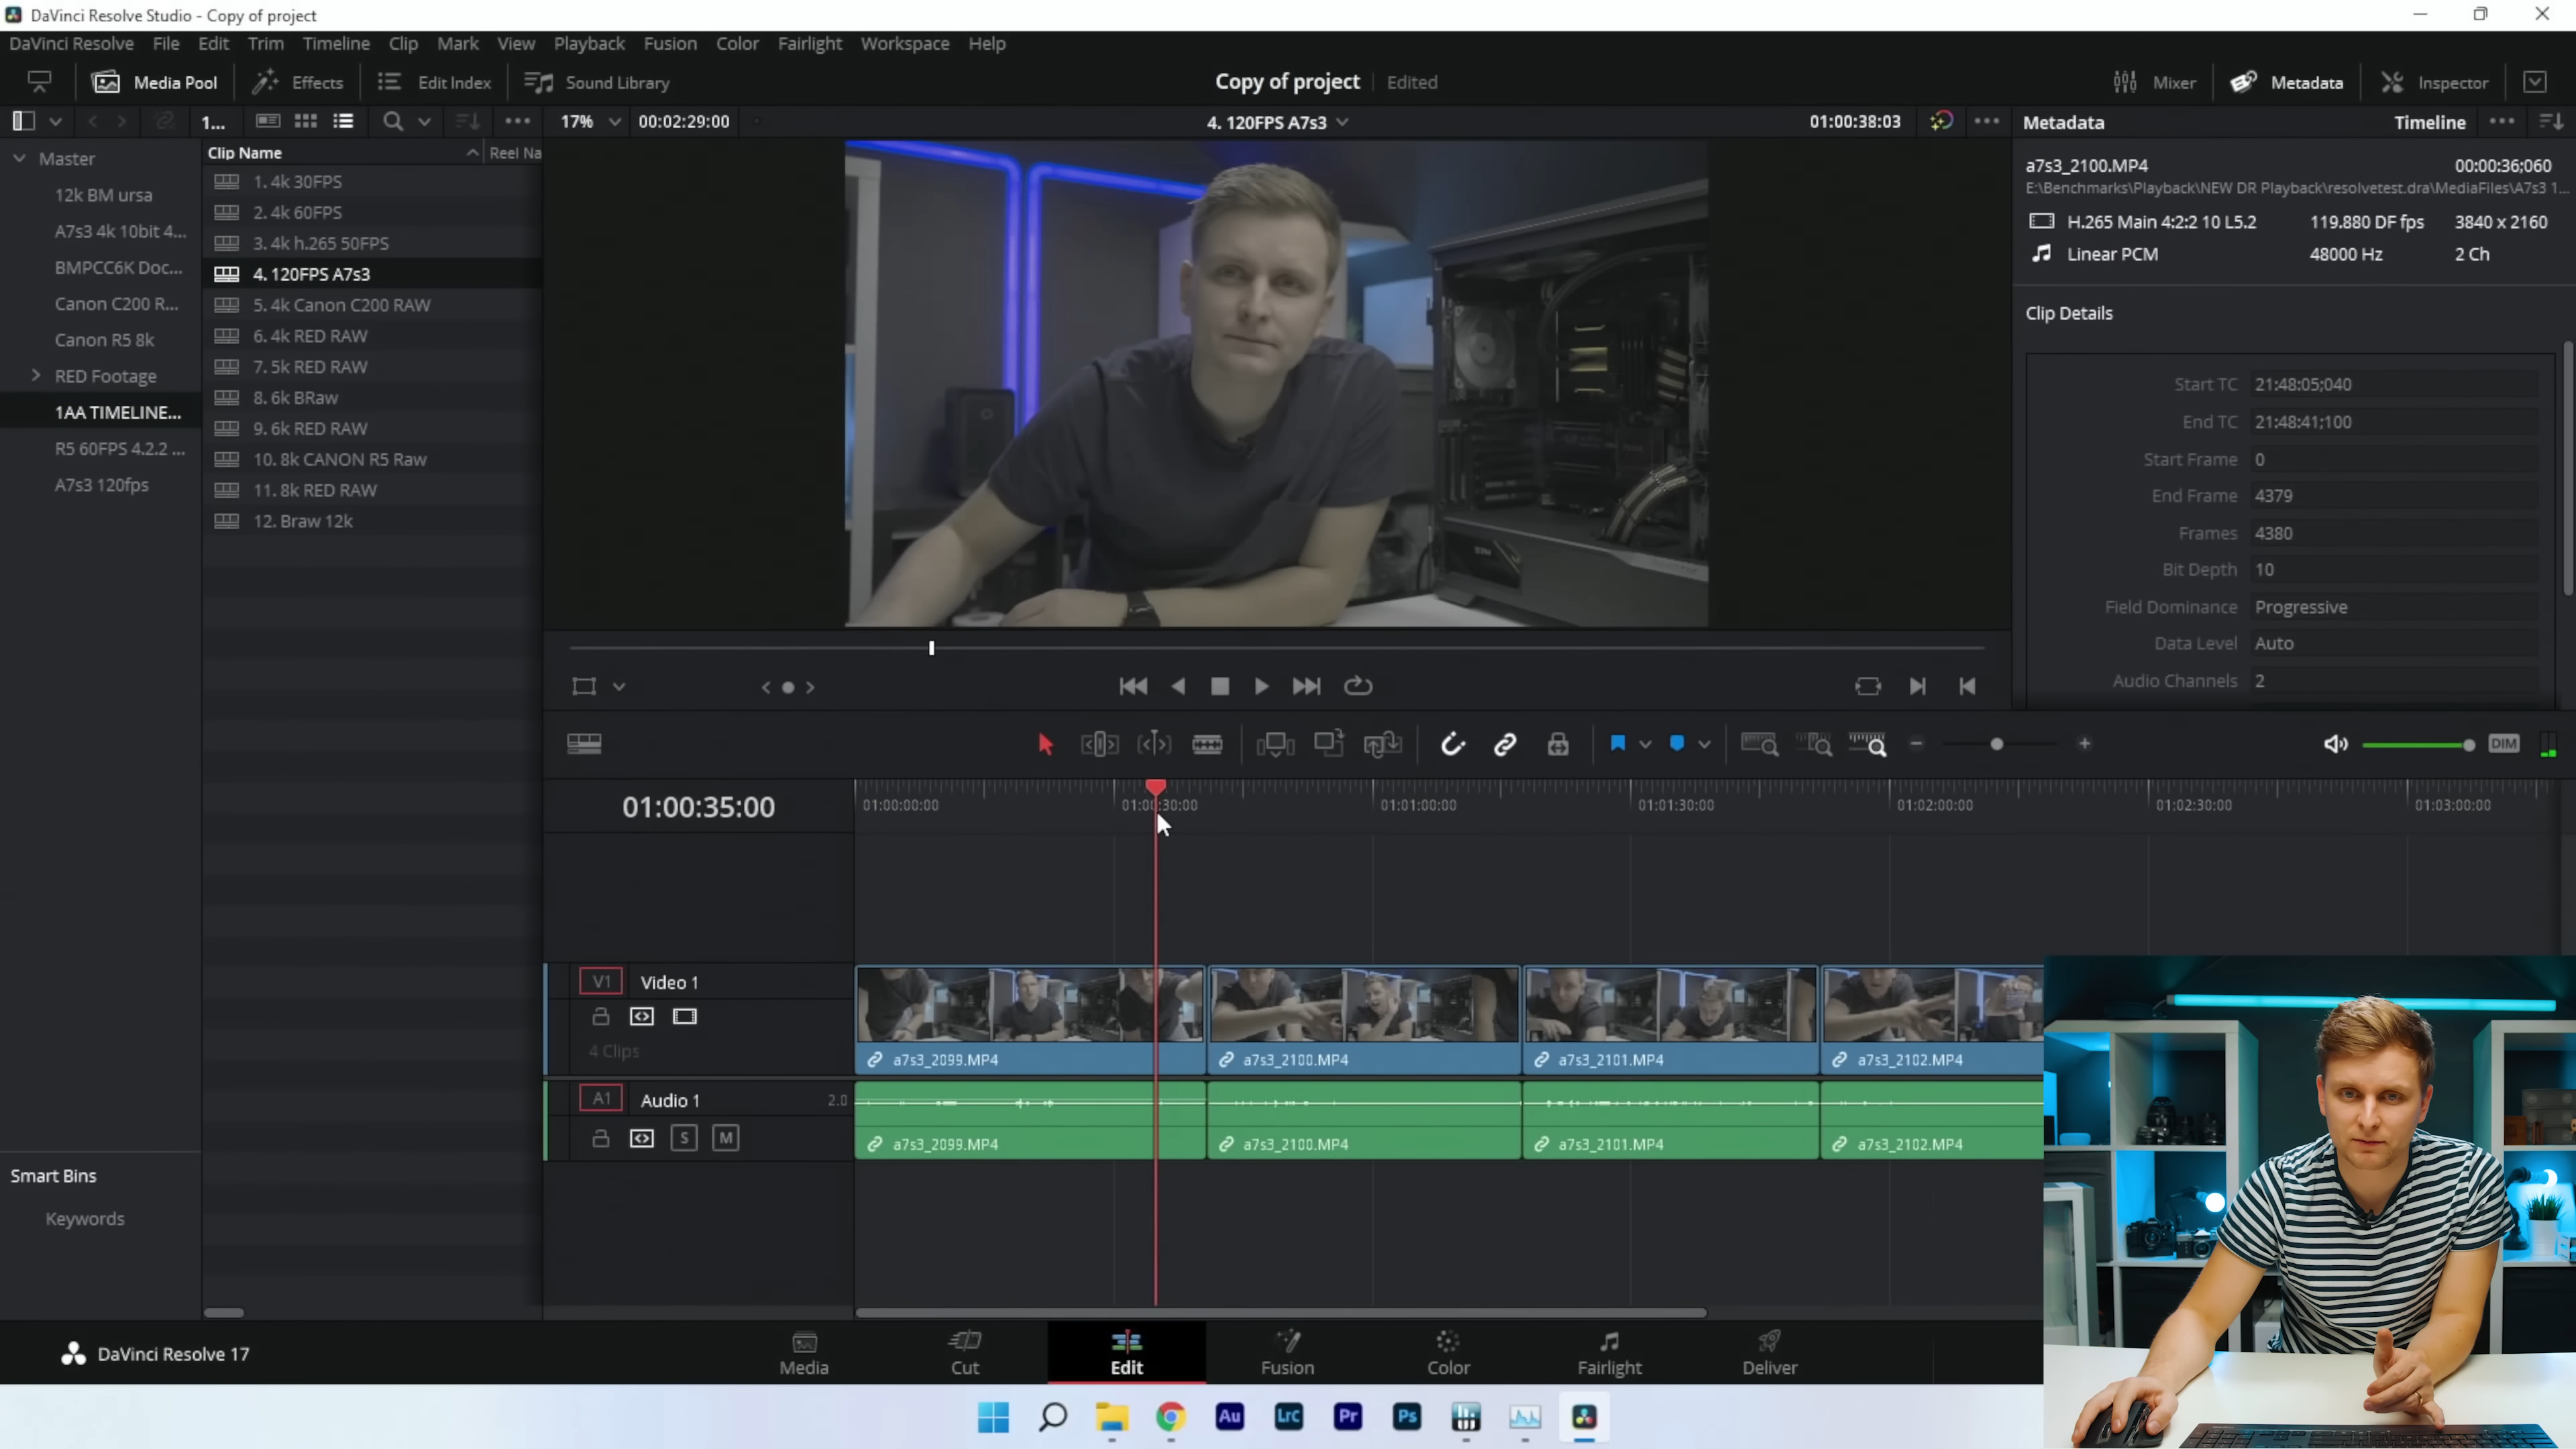 DaVinci Resolve Studio - Copy of project
DaVinci Resolve File Edit Trim Timeline Clip Mark View Playback Fusion Color Fairlight Workspace Help
Media Pool Effects Edit Index Sound Library Copy of project Edited Mixer Metadata Inspector
1... 17% 00:02:29:00 4. 120FPS A7s3 01:00:38:03 Metadata Timeline
Master
12k BM ursa
A7s3 4k 10bit 4...
BMPCC6K Doc...
Canon C200 R...
Canon R5 8k
RED Footage
1AA TIMELINE...
R5 60FPS 4.2.2 ...
A7s3 120fps
Smart Bins
Keywords
Clip Name Reel Na
1. 4k 30FPS
2. 4k 60FPS
3. 4k h.265 50FPS
4. 120FPS A7s3
5. 4k Canon C200 RAW
6. 4k RED RAW
7. 5k RED RAW
8. 6k BRaw
9. 6k RED RAW
10. 8k CANON R5 Raw
11. 8k RED RAW
12. Braw 12k
a7s3_2100.MP4 00:00:36;060
E:\Benchmarks\Playback\NEW DR Playback\resolvetest.dra\MediaFiles\A7s3 1...
H.265 Main 4:2:2 10 L5.2 119.880 DF fps 3840 x 2160
Linear PCM 48000 Hz 2 Ch
Clip Details
Start TC 21:48:05;040
End TC 21:48:41;100
Start Frame 0
End Frame 4379
Frames 4380
Bit Depth 10
Field Dominance Progressive
Data Level Auto
Audio Channels 2
DIM
01:00:35:00 01:00:00:00 01:00:30:00 01:01:00:00 01:01:30:00 01:02:00:00 01:02:30:00 01:03:00:00
V1 Video 1
4 Clips
a7s3_2099.MP4 a7s3_2100.MP4 a7s3_2101.MP4 a7s3_2102.MP4
A1 Audio 1 2.0
S M
a7s3_2099.MP4 a7s3_2100.MP4 a7s3_2101.MP4 a7s3_2102.MP4
DaVinci Resolve 17 Media Cut Edit Fusion Color Fairlight Deliver
Au Lrc Pr Ps